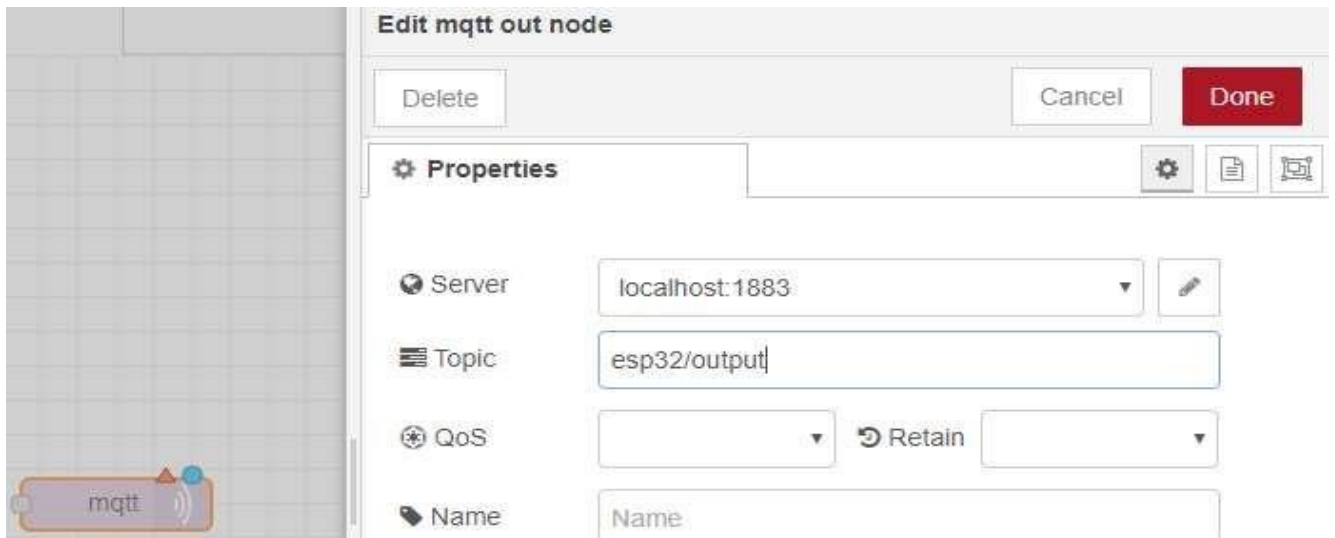 Edit mqtt out node
Delete Cancel Done
Properties
Server localhost:1883
Topic esp32/output
QoS Retain
mqtt
Name Name